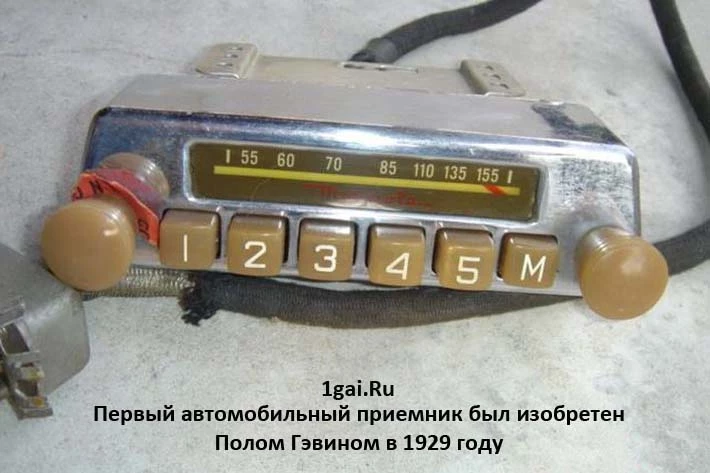 55 60 70 85 110 135 155
1 2 3 4 5 M
1gai.Ru
Первый автомобильный приемник был изобретен
Полом Гэвином в 1929 году